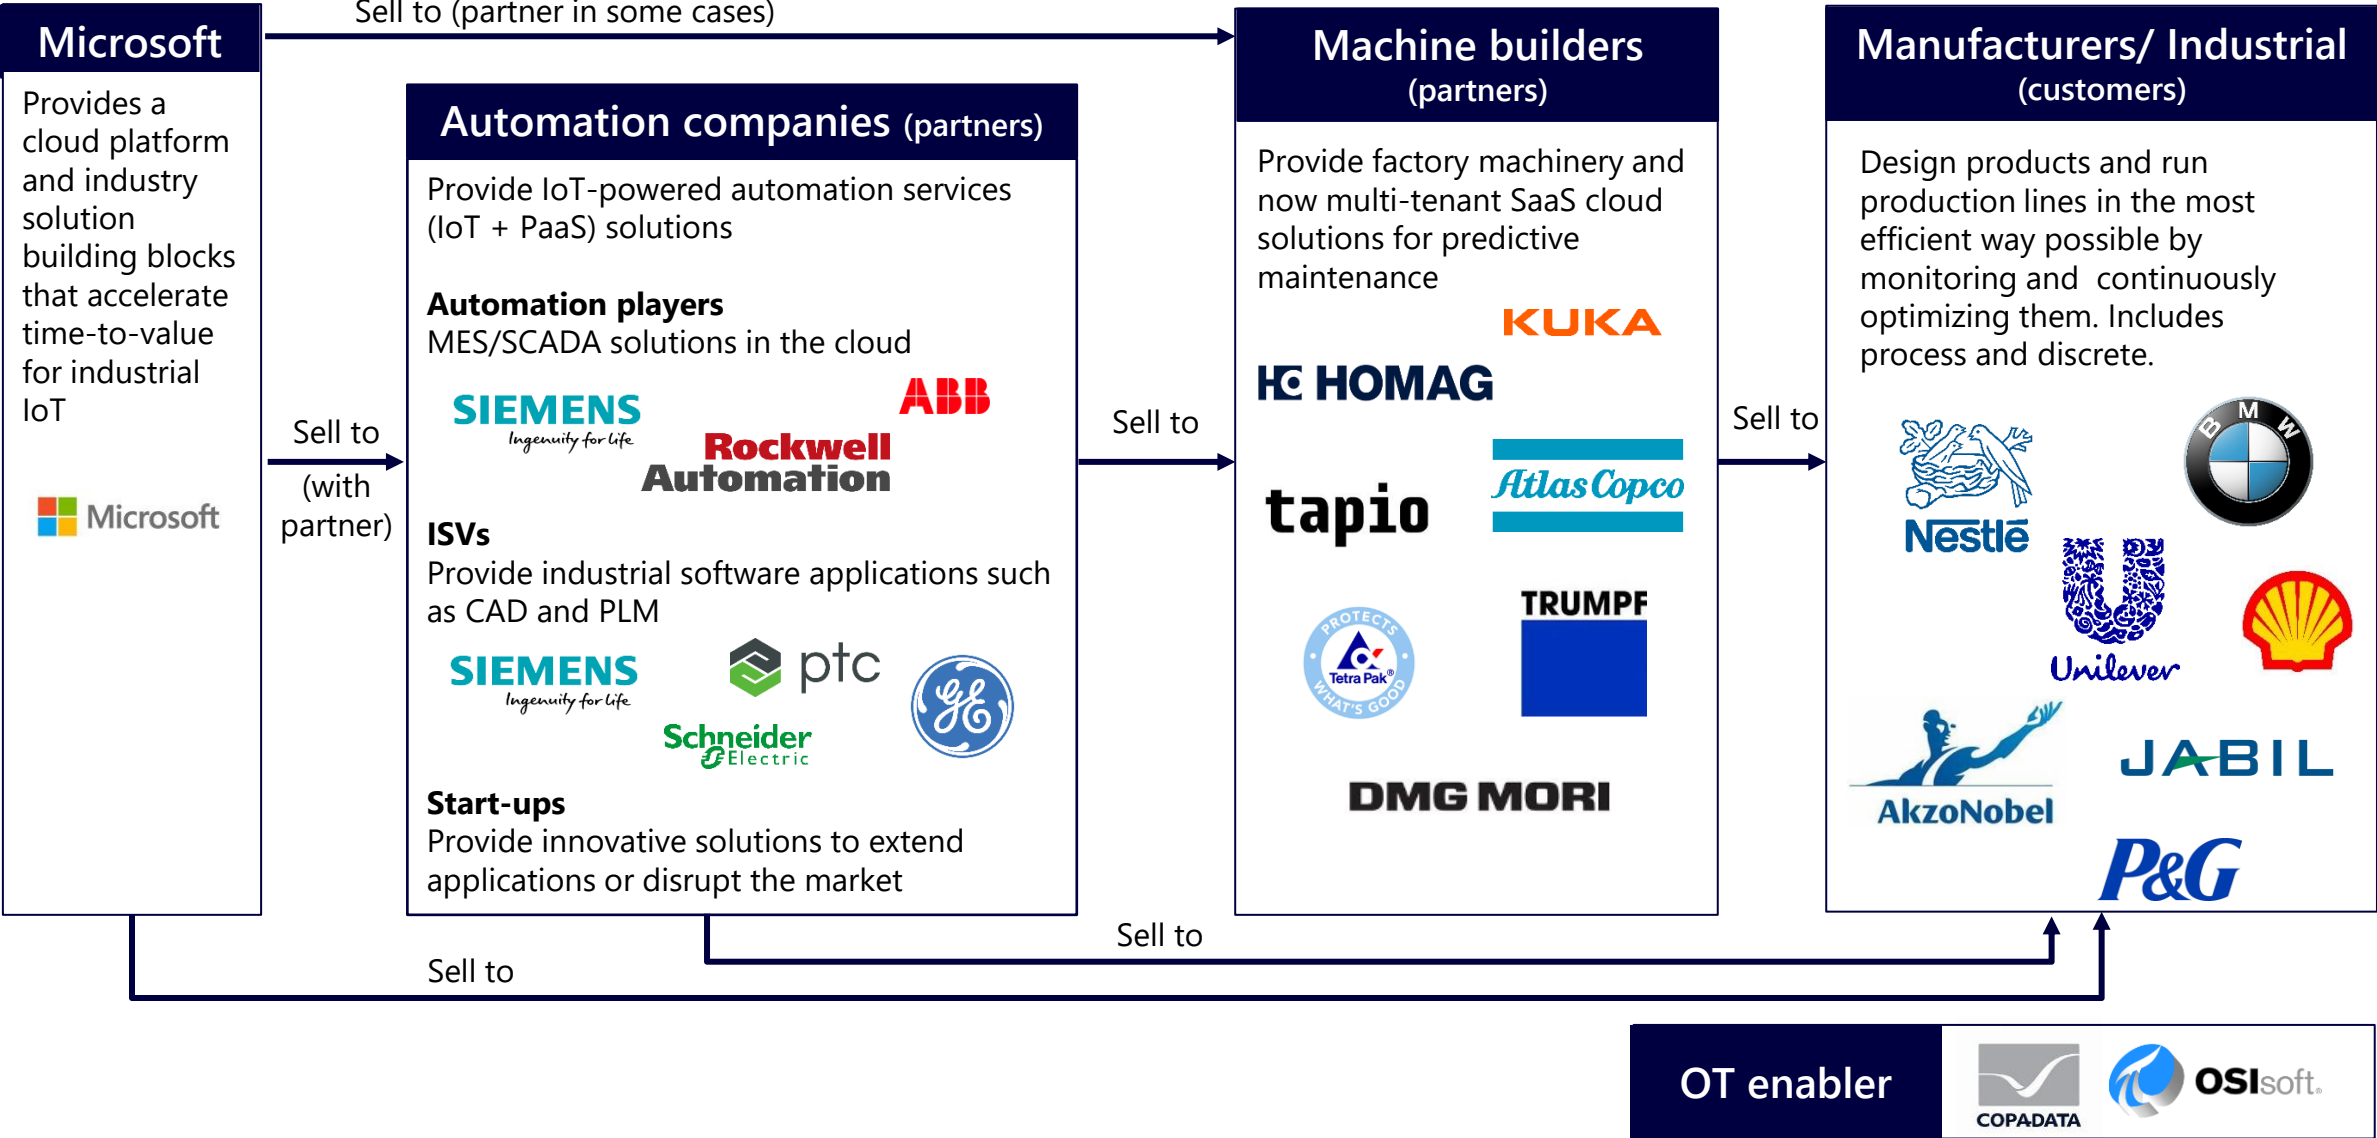 Sell to (partner in some cases)
Microsoft
Provides a
cloud platform
and industry
solution
building blocks
that accelerate
time-to-value
for industrial
IoT
Microsoft
Sell to
(with
partner)
Automation companies (partners)
Provide IoT-powered automation services
(IoT + PaaS) solutions
Automation players
MES/SCADA solutions in the cloud
SIEMENS
Ingenuity for life
ABB
Rockwell
Automation
ISVs
Provide industrial software applications such
as CAD and PLM
SIEMENS
Ingenuity for life
ptc
GE
Schneider
Electric
Start-ups
Provide innovative solutions to extend
applications or disrupt the market
Sell to
Machine builders
(partners)
Provide factory machinery and
now multi-tenant SaaS cloud
solutions for predictive
maintenance
KUKA
HOMAG
Atlas Copco
tapio
PROTECTS
Tetra Pak®
WHAT'S GOOD
TRUMPF
DMG MORI
Sell to
Manufacturers/ Industrial
(customers)
Design products and run
production lines in the most
efficient way possible by
monitoring and  continuously
optimizing them. Includes
process and discrete.
Nestlē
BMW
Unilever
AkzoNobel
JABIL
P&G
Sell to
Sell to
OT enabler
COPADATA
OSIsoft.